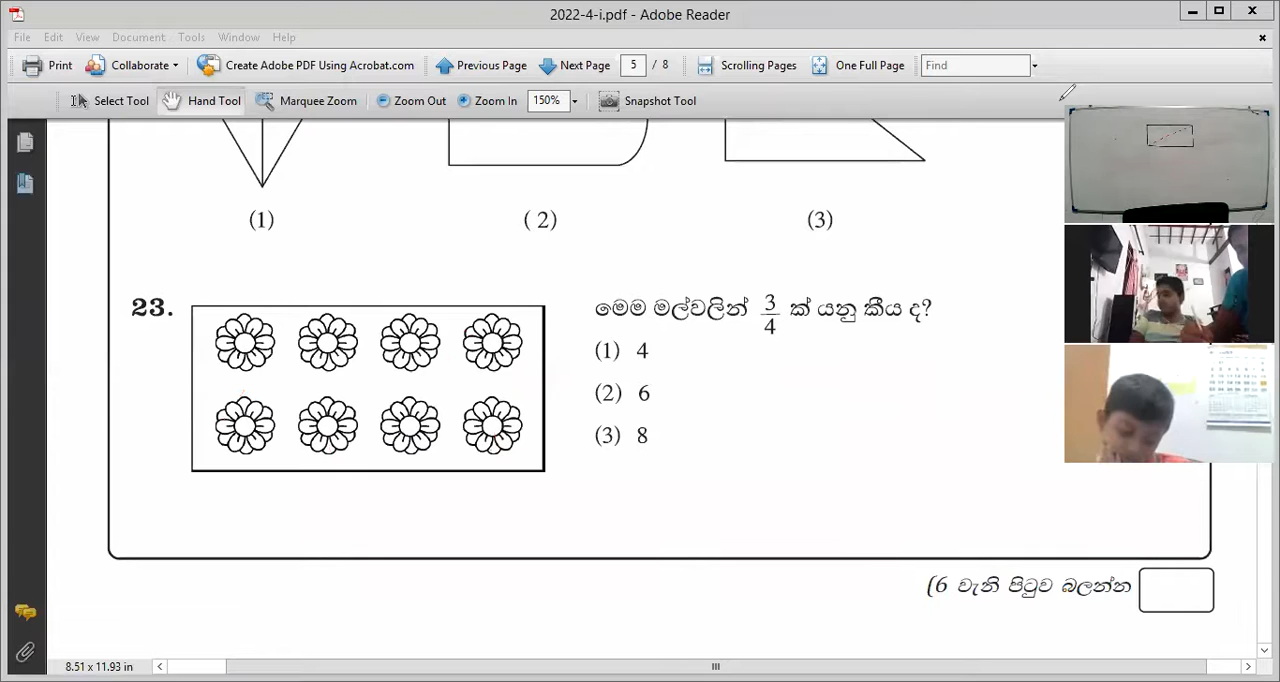 2022-4-i.pdf - Adobe Reader
File Edit View Document Tools Window Help
Print Collaborate Create Adobe PDF Using Acrobat.com Previous Page Next Page 5 / 8 Scrolling Pages One Full Page Find
Select Tool Hand Tool Marquee Zoom Zoom Out Zoom In 150% Snapshot Tool
(1) ( 2) (3)
23. මෙම මල්වලින් 3/4 ක් යනු කීය ද?
(1) 4
(2) 6
(3) 8
(6 වැනි පිටුව බලන්න
8.51 x 11.93 in